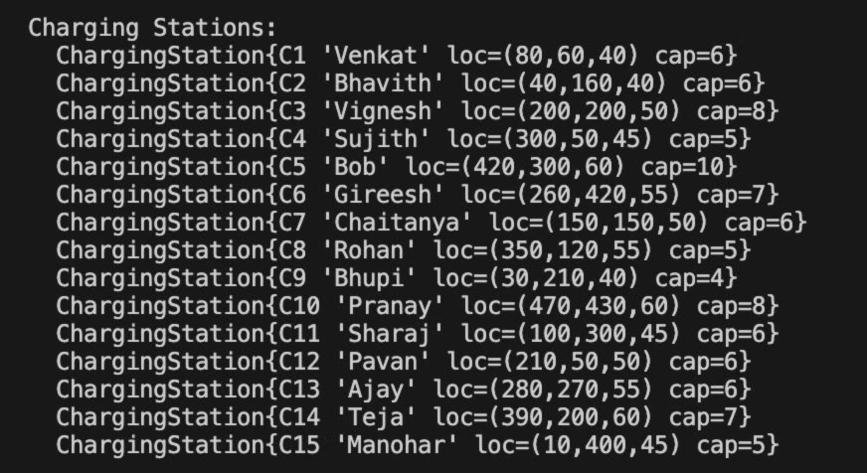 Charging Stations:
ChargingStation{C1 'Venkat' loc=(80,60,40) cap=6}
ChargingStation{C2 'Bhavith' loc=(40,160,40) cap=6}
ChargingStation{C3 'Vignesh' loc=(200,200,50) cap=8}
ChargingStation{C4 'Sujith' loc=(300,50,45) cap=5}
ChargingStation{C5 'Bob' loc=(420,300,60) cap=10}
ChargingStation{C6 'Gireesh' loc=(260,420,55) cap=7}
ChargingStation{C7 'Chaitanya' loc=(150,150,50) cap=6}
ChargingStation{C8 'Rohan' loc=(350,120,55) cap=5}
ChargingStation{C9 'Bhupi' loc=(30,210,40) cap=4}
ChargingStation{C10 'Pranay' loc=(470,430,60) cap=8}
ChargingStation{C11 'Sharaj' loc=(100,300,45) cap=6}
ChargingStation{C12 'Pavan' loc=(210,50,50) cap=6}
ChargingStation{C13 'Ajay' loc=(280,270,55) cap=6}
ChargingStation{C14 'Teja' loc=(390,200,60) cap=7}
ChargingStation{C15 'Manohar' loc=(10,400,45) cap=5}